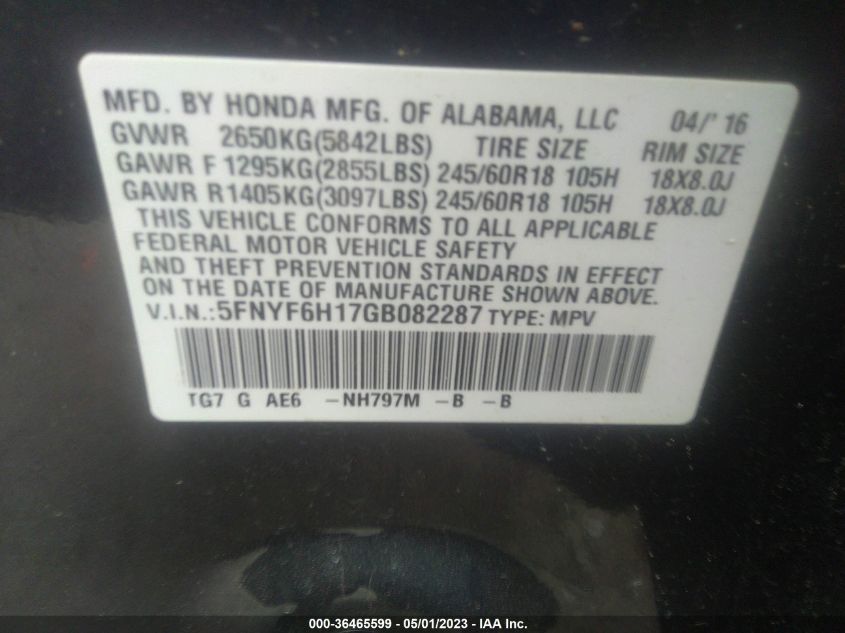 MFD. BY HONDA MFG. OF ALABAMA, LLC 04/' 16
GVWR 2650KG(5842LBS) TIRE SIZE RIM SIZE
GAWR F 1295KG(2855LBS) 245/60R18 105H 18X8.0J
GAWR R1405KG(3097LBS) 245/60R18 105H 18X8.0J
THIS VEHICLE CONFORMS TO ALL APPLICABLE
FEDERAL MOTOR VEHICLE SAFETY
AND THEFT PREVENTION STANDARDS IN EFFECT
ON THE DATE OF MANUFACTURE SHOWN ABOVE.
V.I.N.:5FNYF6H17GB082287 TYPE: MPV
TG7 G AE6 -NH797M -B -B
000-36465599 - 05/01/2023 - IAA Inc.